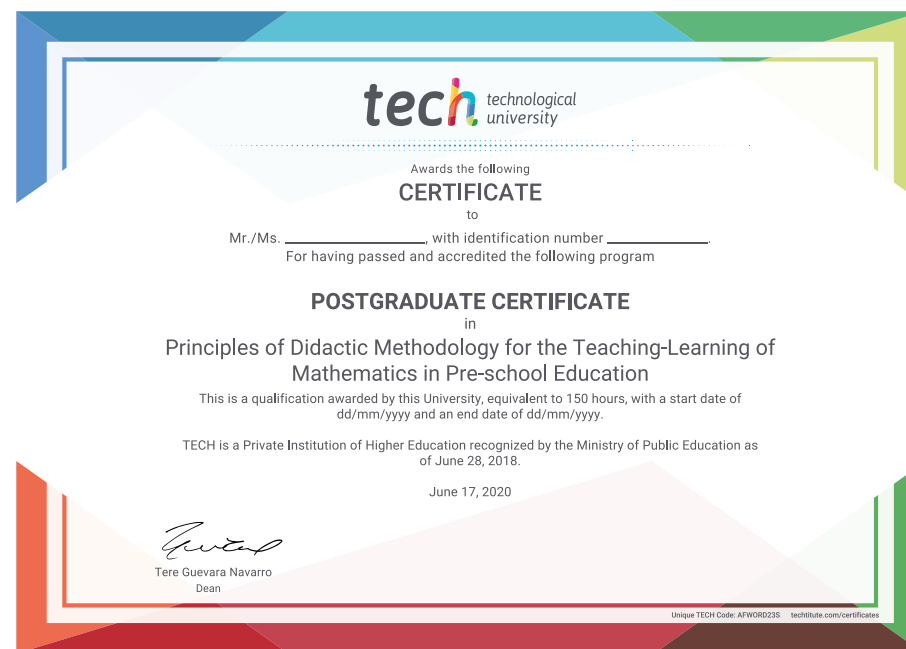 tech technological
university
Awards the following
CERTIFICATE
to
Mr./Ms. ____________________, with identification number ______________.
For having passed and accredited the following program
POSTGRADUATE CERTIFICATE
in
Principles of Didactic Methodology for the Teaching-Learning of
Mathematics in Pre-school Education
This is a qualification awarded by this University, equivalent to 150 hours, with a start date of
dd/mm/yyyy and an end date of dd/mm/yyyy.
TECH is a Private Institution of Higher Education recognized by the Ministry of Public Education as
of June 28, 2018.
June 17, 2020
Tere Guevara Navarro
Dean
Unique TECH Code: AFWORD23S techtitute.com/certificates